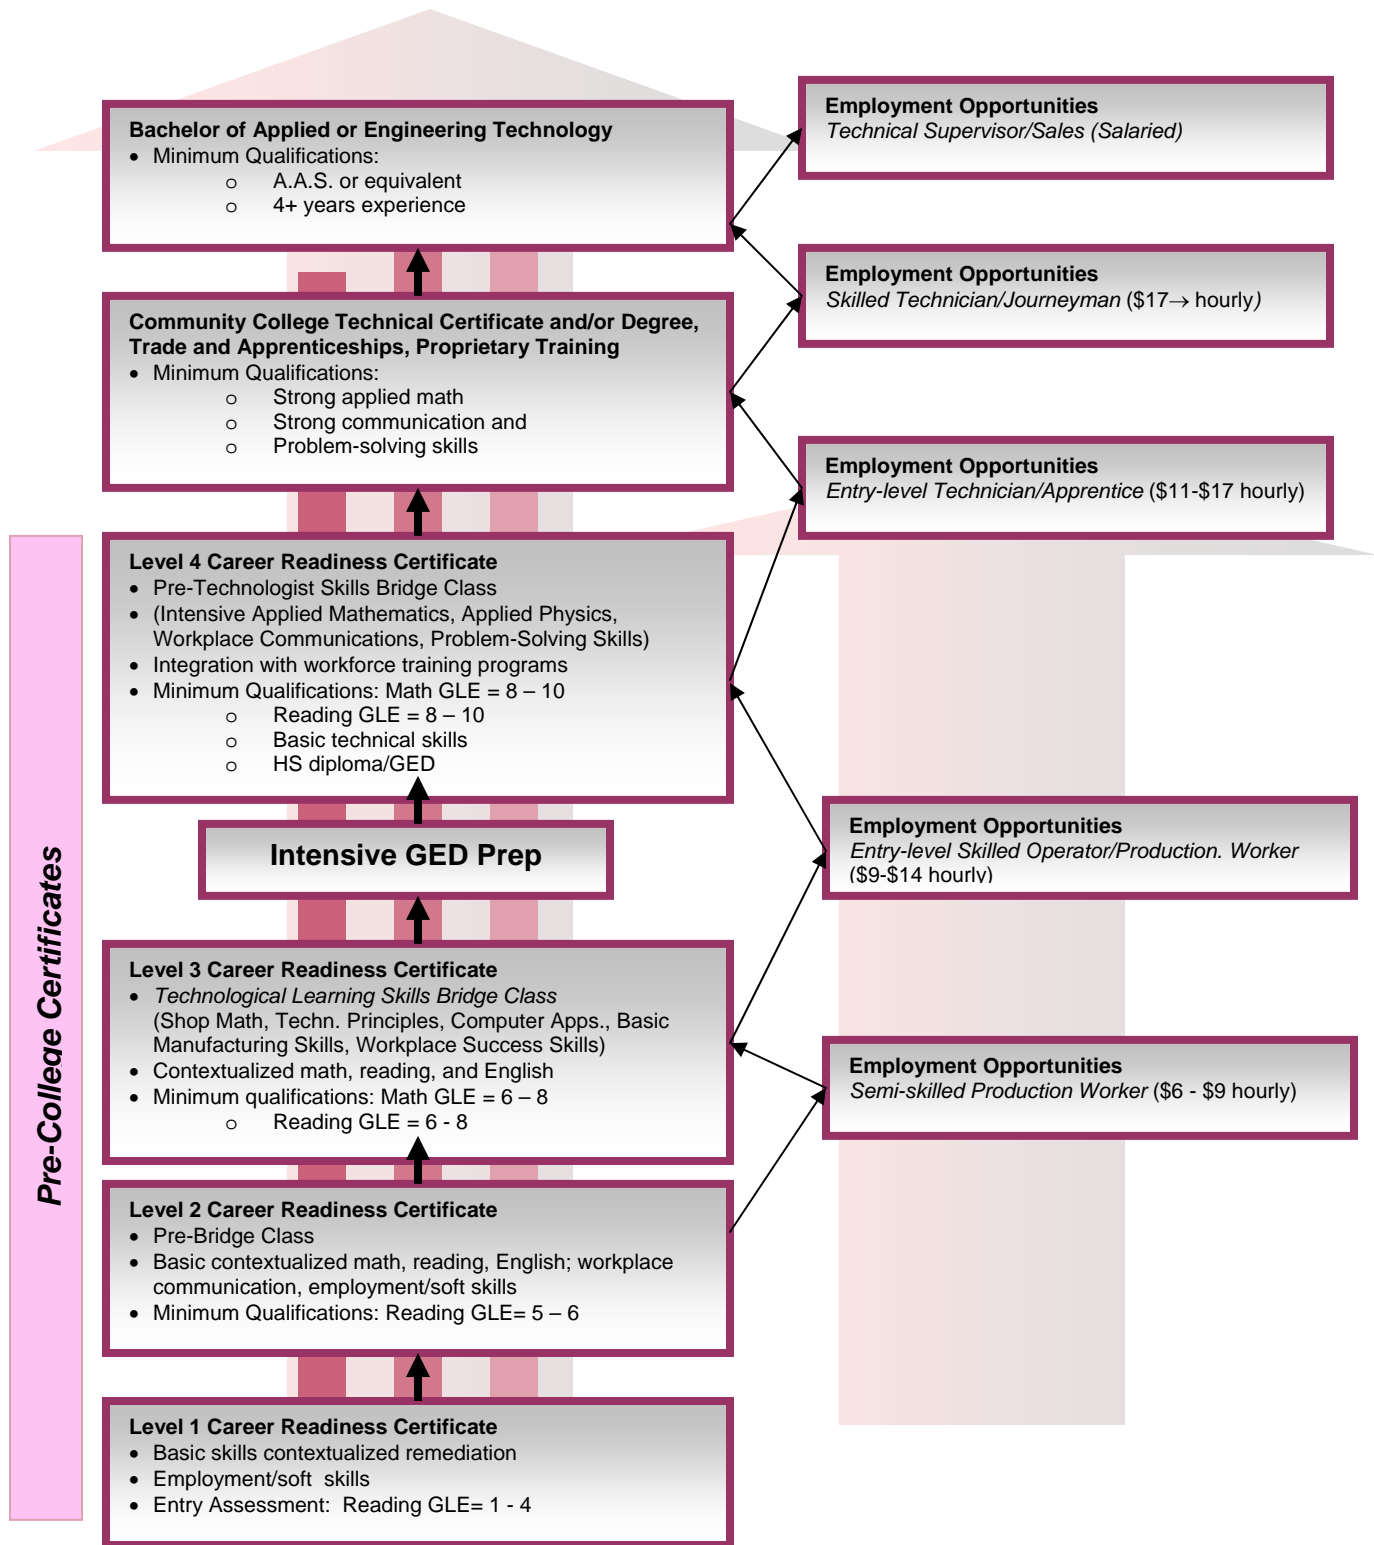 Bachelor of Applied or Engineering Technology
• Minimum Qualifications:
o A.A.S. or equivalent
o 4+ years experience
Employment Opportunities
Technical Supervisor/Sales (Salaried)
Employment Opportunities
Skilled Technician/Journeyman ($17→ hourly)
Community College Technical Certificate and/or Degree,
Trade and Apprenticeships, Proprietary Training
• Minimum Qualifications:
o Strong applied math
o Strong communication and
o Problem-solving skills
Employment Opportunities
Entry-level Technician/Apprentice ($11-$17 hourly)
Level 4 Career Readiness Certificate
• Pre-Technologist Skills Bridge Class
• (Intensive Applied Mathematics, Applied Physics,
Workplace Communications, Problem-Solving Skills)
• Integration with workforce training programs
• Minimum Qualifications: Math GLE = 8 – 10
o Reading GLE = 8 – 10
o Basic technical skills
o HS diploma/GED
Intensive GED Prep
Employment Opportunities
Entry-level Skilled Operator/Production. Worker
($9-$14 hourly)
Pre-College Certificates
Level 3 Career Readiness Certificate
• Technological Learning Skills Bridge Class
(Shop Math, Techn. Principles, Computer Apps., Basic
Manufacturing Skills, Workplace Success Skills)
• Contextualized math, reading, and English
• Minimum qualifications: Math GLE = 6 – 8
o Reading GLE = 6 - 8
Employment Opportunities
Semi-skilled Production Worker ($6 - $9 hourly)
Level 2 Career Readiness Certificate
• Pre-Bridge Class
• Basic contextualized math, reading, English; workplace
communication, employment/soft skills
• Minimum Qualifications: Reading GLE= 5 – 6
Level 1 Career Readiness Certificate
• Basic skills contextualized remediation
• Employment/soft skills
• Entry Assessment: Reading GLE= 1 - 4